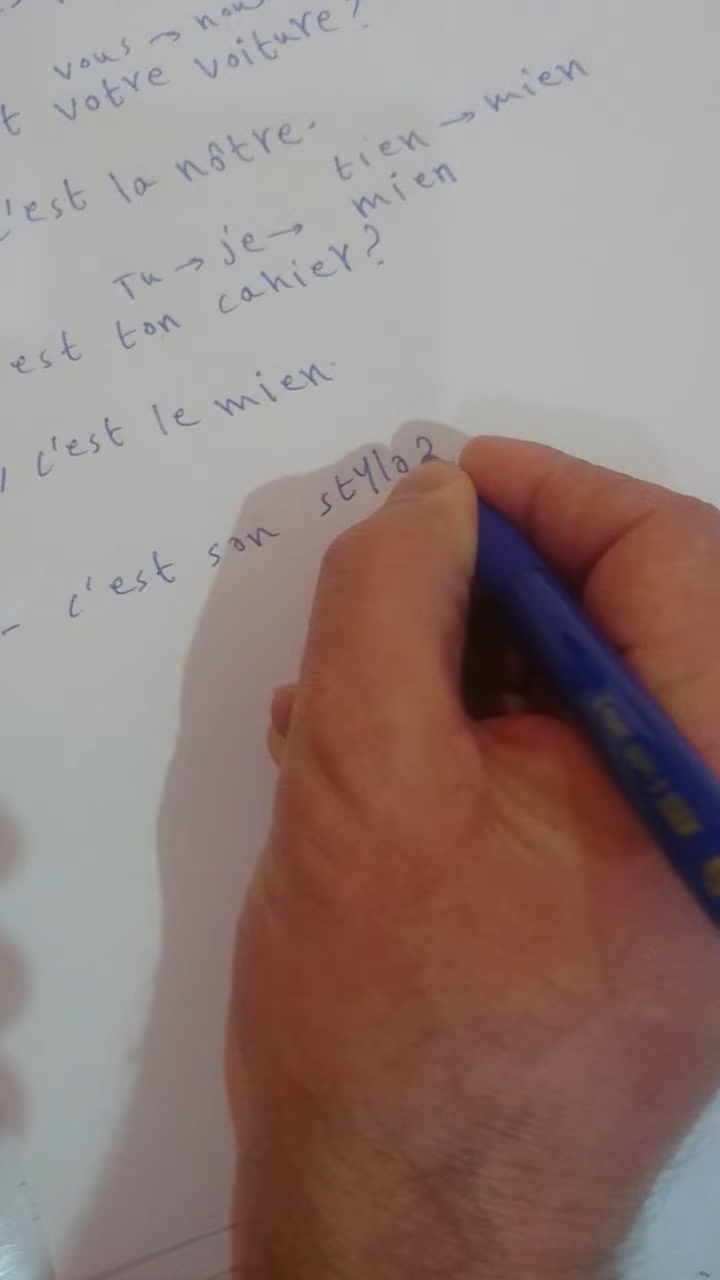 vous → nous
t votre voiture?
c'est la nôtre.
tien → mien
Tu → je → mien
est ton cahier?
, c'est le mien.
- c'est son stylo?